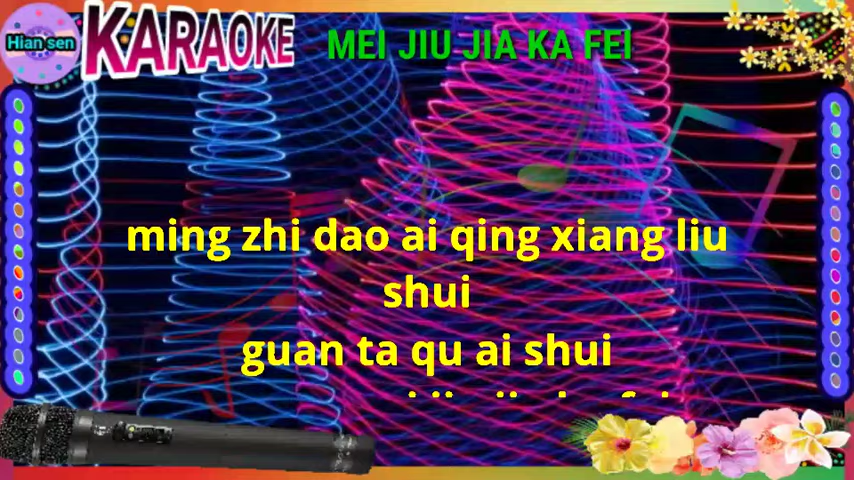 Hian sen
KARAOKE
MEI JIU JIA KA FEI
ming zhi dao ai qing xiang liu
shui
guan ta qu ai shui